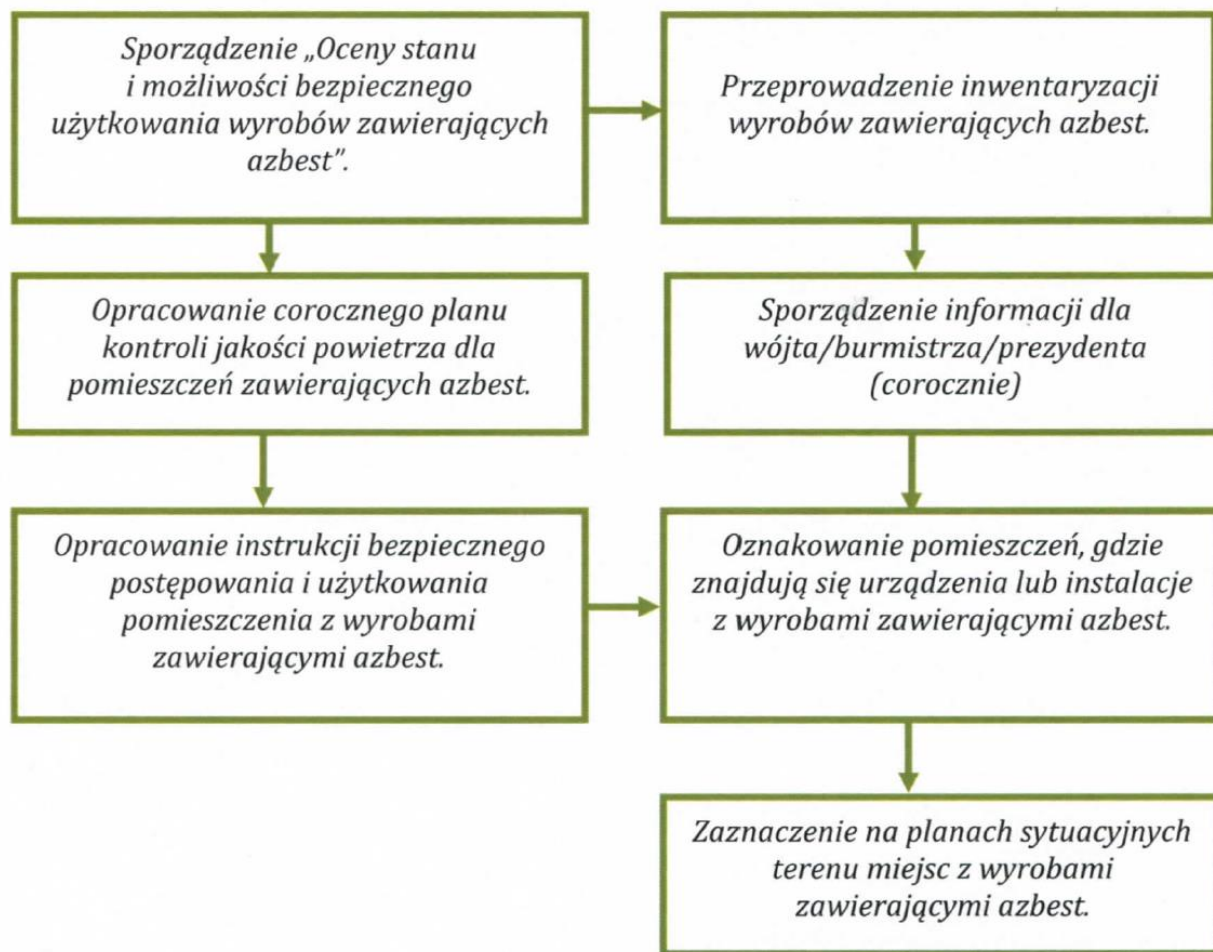 Sporządzenie „Oceny stanu
i możliwości bezpiecznego
użytkowania wyrobów zawierających
azbest”.
Przeprowadzenie inwentaryzacji
wyrobów zawierających azbest.
Opracowanie corocznego planu
kontroli jakości powietrza dla
pomieszczeń zawierających azbest.
Sporządzenie informacji dla
wójta/burmistrza/prezydenta
(corocznie)
Opracowanie instrukcji bezpiecznego
postępowania i użytkowania
pomieszczenia z wyrobami
zawierającymi azbest.
Oznakowanie pomieszczeń, gdzie
znajdują się urządzenia lub instalacje
z wyrobami zawierającymi azbest.
Zaznaczenie na planach sytuacyjnych
terenu miejsc z wyrobami
zawierającymi azbest.